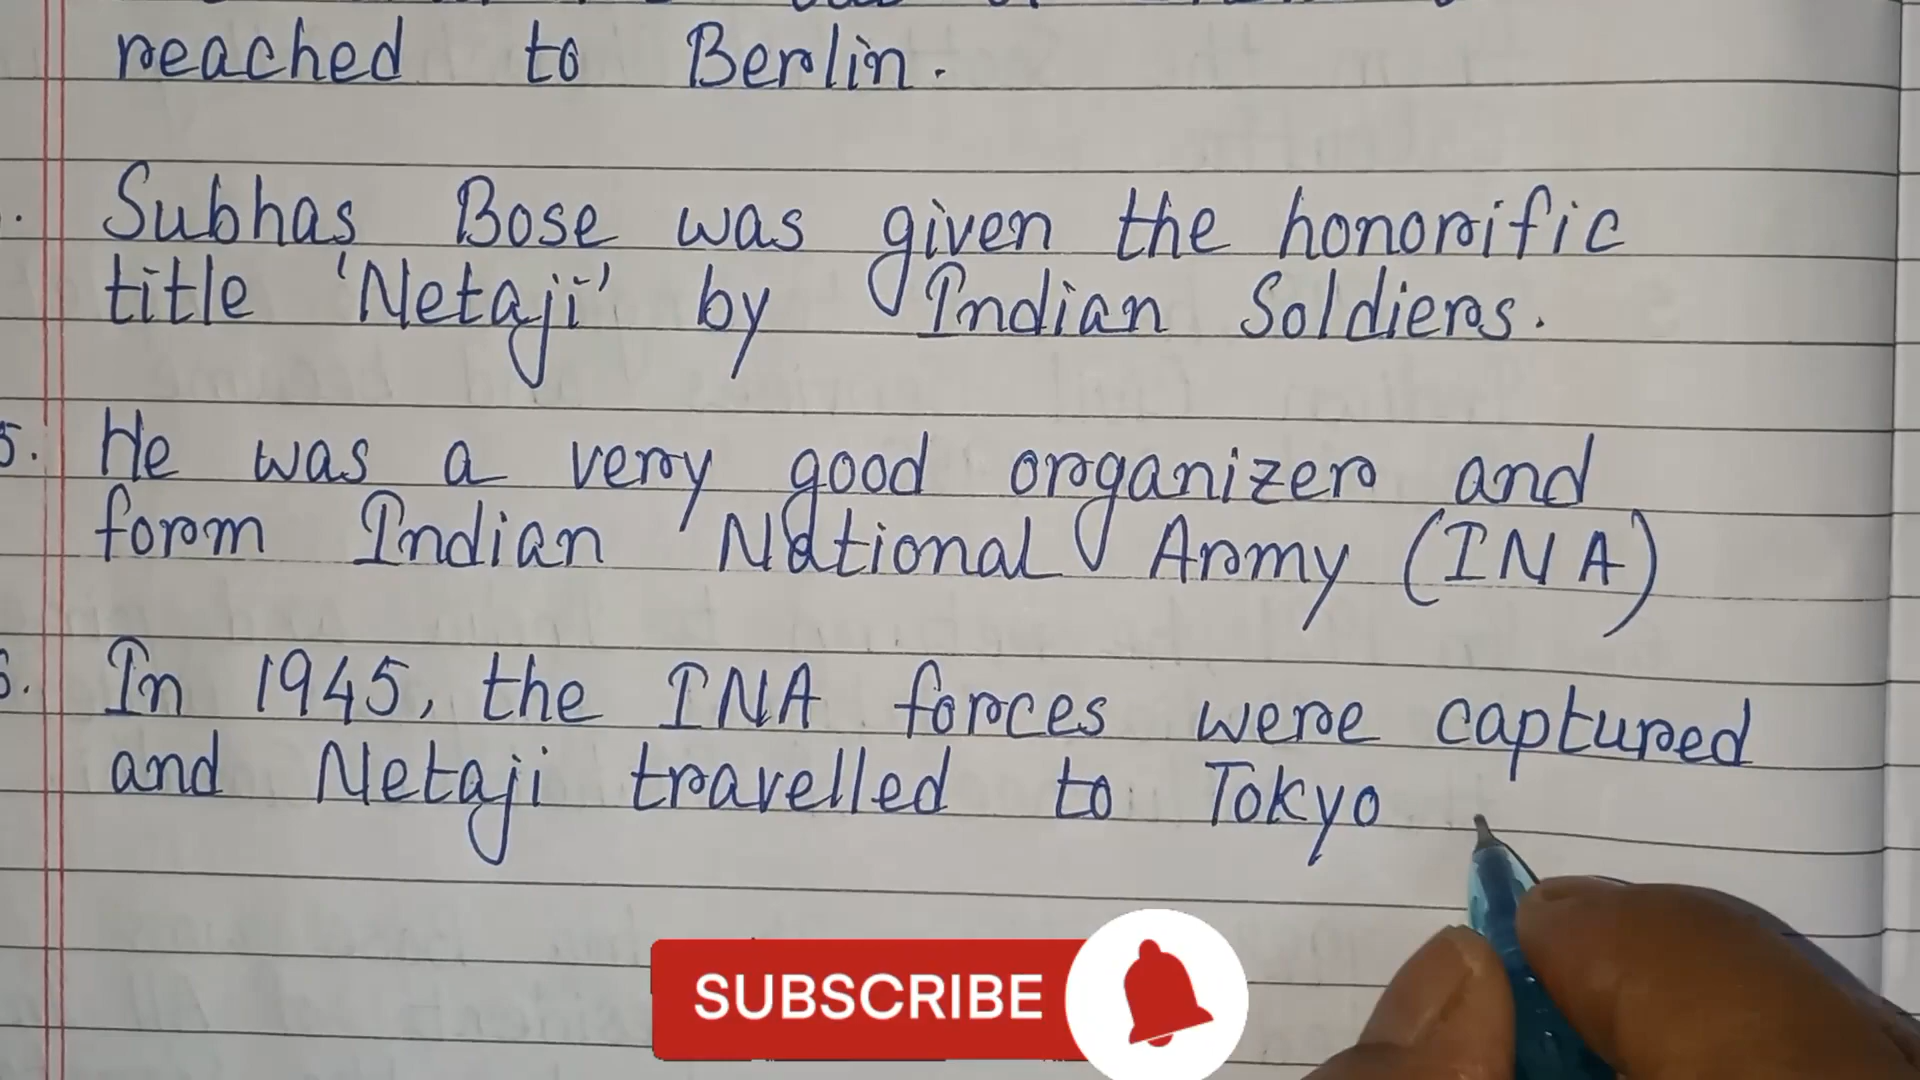 reached to Berlin.
Subhas Bose was given the honorific
title 'Netaji' by Indian Soldiers.
5. He was a very good organizer and
form Indian National Army (INA)
6. In 1945, the INA forces were captured
and Netaji travelled to Tokyo
SUBSCRIBE